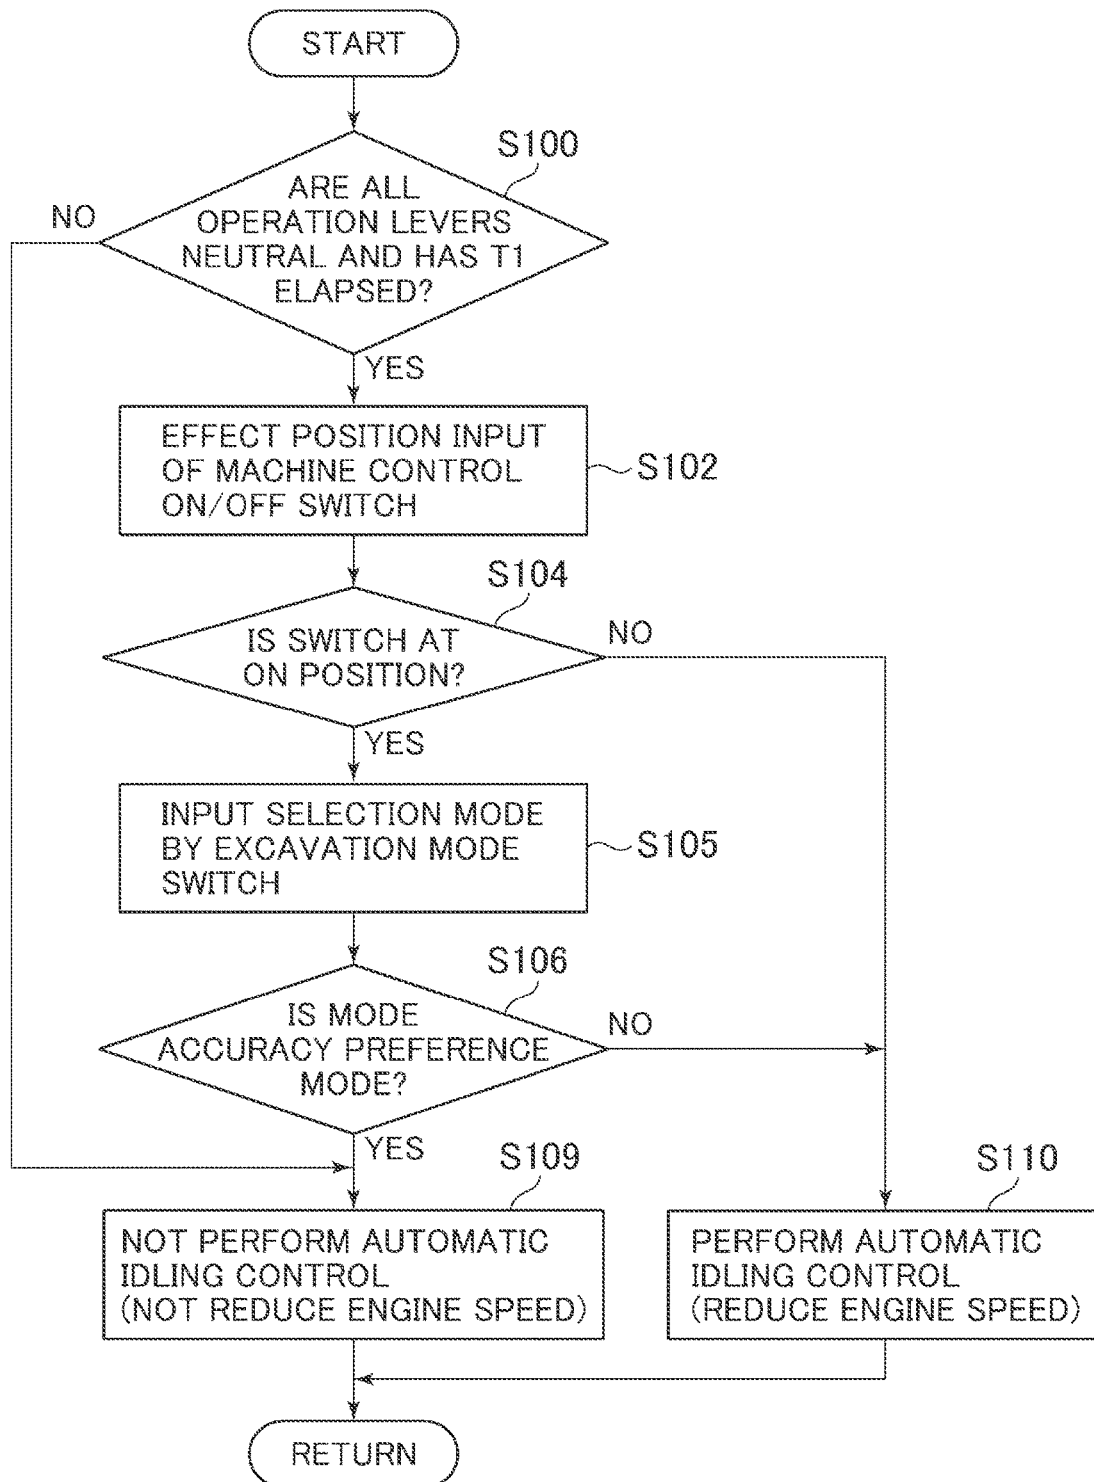 START
S100
ARE ALL
OPERATION LEVERS
NEUTRAL AND HAS T1
ELAPSED?
NO
YES
EFFECT POSITION INPUT
OF MACHINE CONTROL
ON/OFF SWITCH
S102
S104
IS SWITCH AT
ON POSITION?
NO
YES
INPUT SELECTION MODE
BY EXCAVATION MODE
SWITCH
S105
S106
IS MODE
ACCURACY PREFERENCE
MODE?
NO
YES
S109
NOT PERFORM AUTOMATIC
IDLING CONTROL
(NOT REDUCE ENGINE SPEED)
S110
PERFORM AUTOMATIC
IDLING CONTROL
(REDUCE ENGINE SPEED)
RETURN